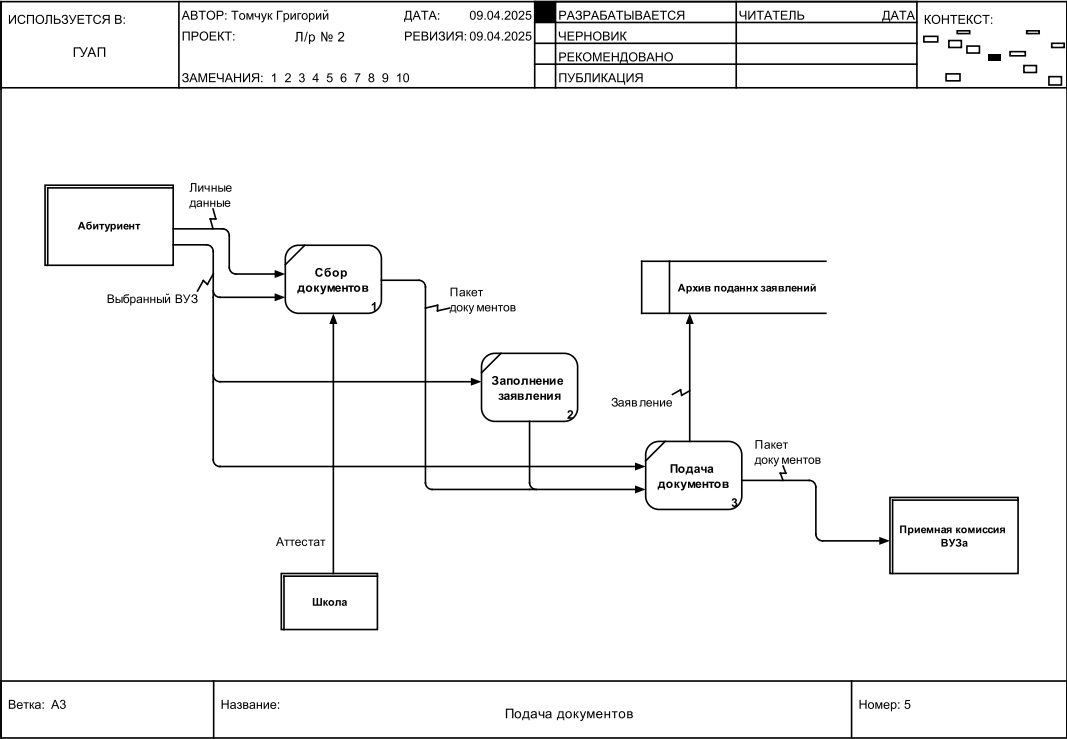 ИСПОЛЬЗУЕТСЯ В:
ГУАП
АВТОР: Томчук Григорий
ДАТА: 09.04.2025
ПРОЕКТ: Л/р № 2
РЕВИЗИЯ: 09.04.2025
ЗАМЕЧАНИЯ: 1 2 3 4 5 6 7 8 9 10
РАЗРАБАТЫВАЕТСЯ
ЧЕРНОВИК
РЕКОМЕНДОВАНО
ПУБЛИКАЦИЯ
ЧИТАТЕЛЬ ДАТА
КОНТЕКСТ:
Личные
данные
Абитуриент
Выбранный ВУЗ
Сбор
документов
1
Пакет
документов
Архив поданнх заявлений
Заполнение
заявления
2
Заявление
Подача
документов
3
Пакет
документов
Приемная комиссия
ВУЗа
Аттестат
Школа
Ветка: A3
Название:
Подача документов
Номер: 5